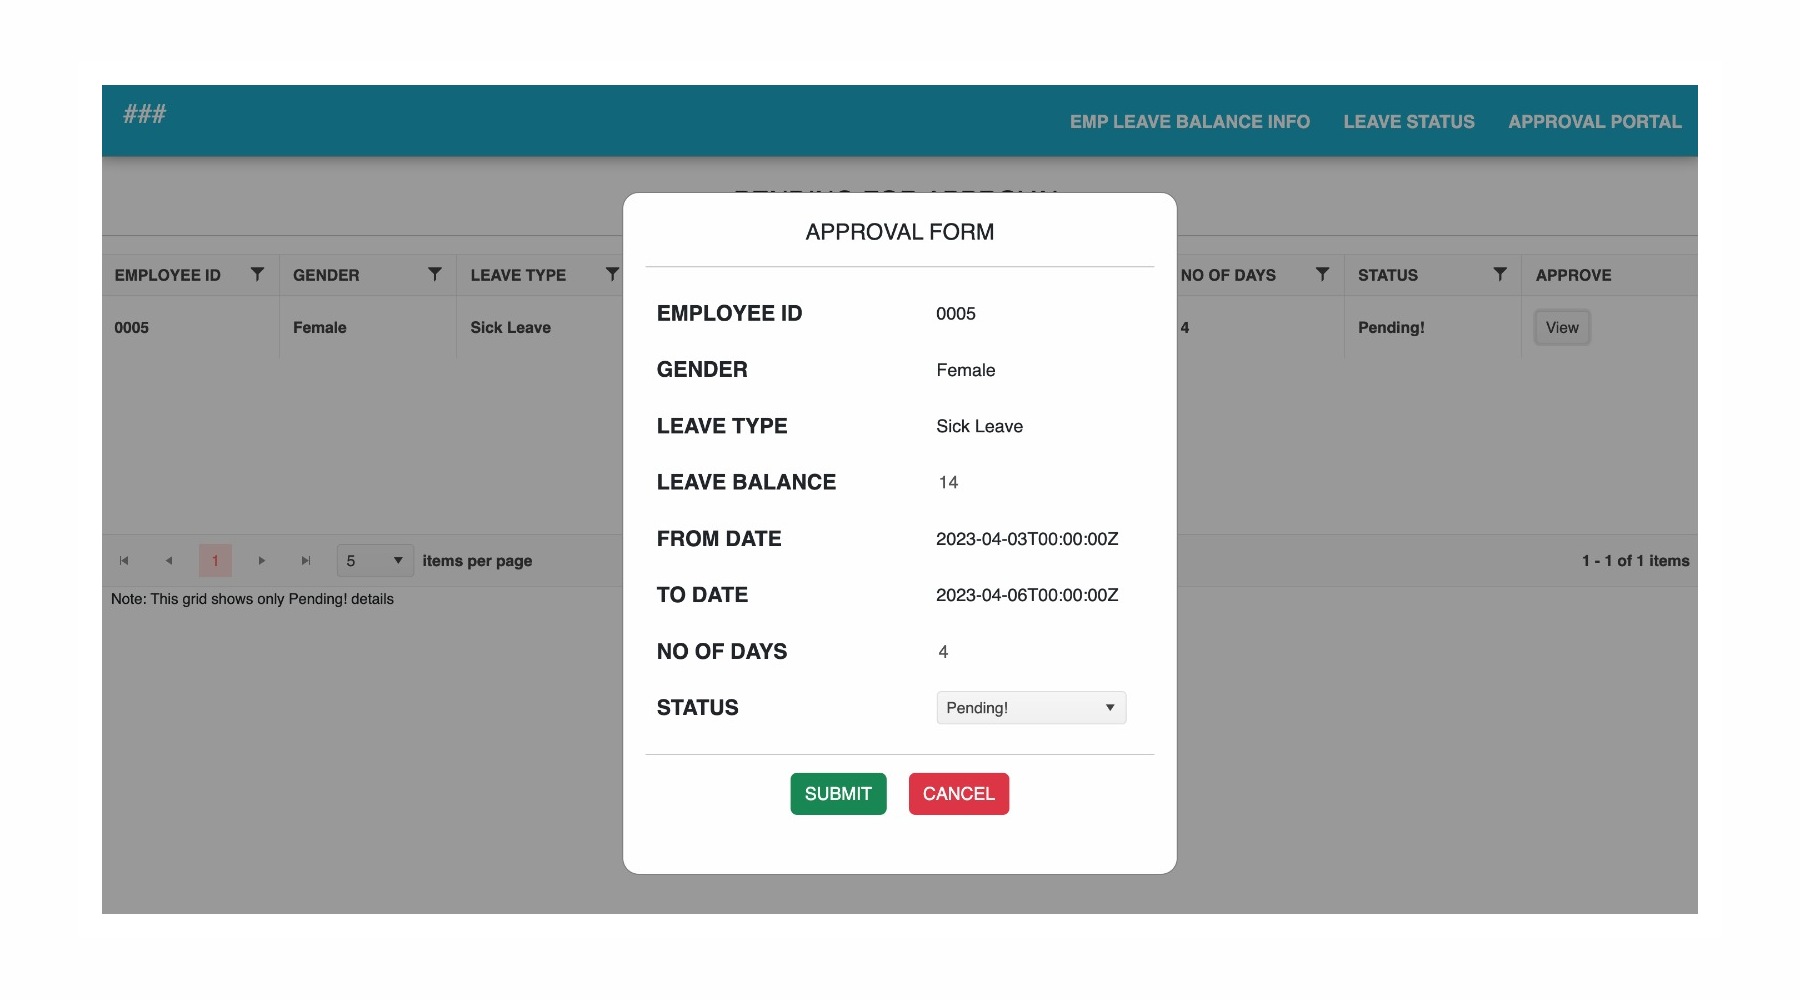 ###
EMP LEAVE BALANCE INFO LEAVE STATUS APPROVAL PORTAL
APPROVAL FORM
EMPLOYEE ID GENDER LEAVE TYPE NO OF DAYS STATUS APPROVE
0005 Female Sick Leave 4 Pending! View
EMPLOYEE ID 0005
GENDER Female
LEAVE TYPE Sick Leave
LEAVE BALANCE 14
FROM DATE 2023-04-03T00:00:00Z
TO DATE 2023-04-06T00:00:00Z
NO OF DAYS 4
STATUS Pending!
SUBMIT CANCEL
1 5 items per page 1 - 1 of 1 items
Note: This grid shows only Pending! details